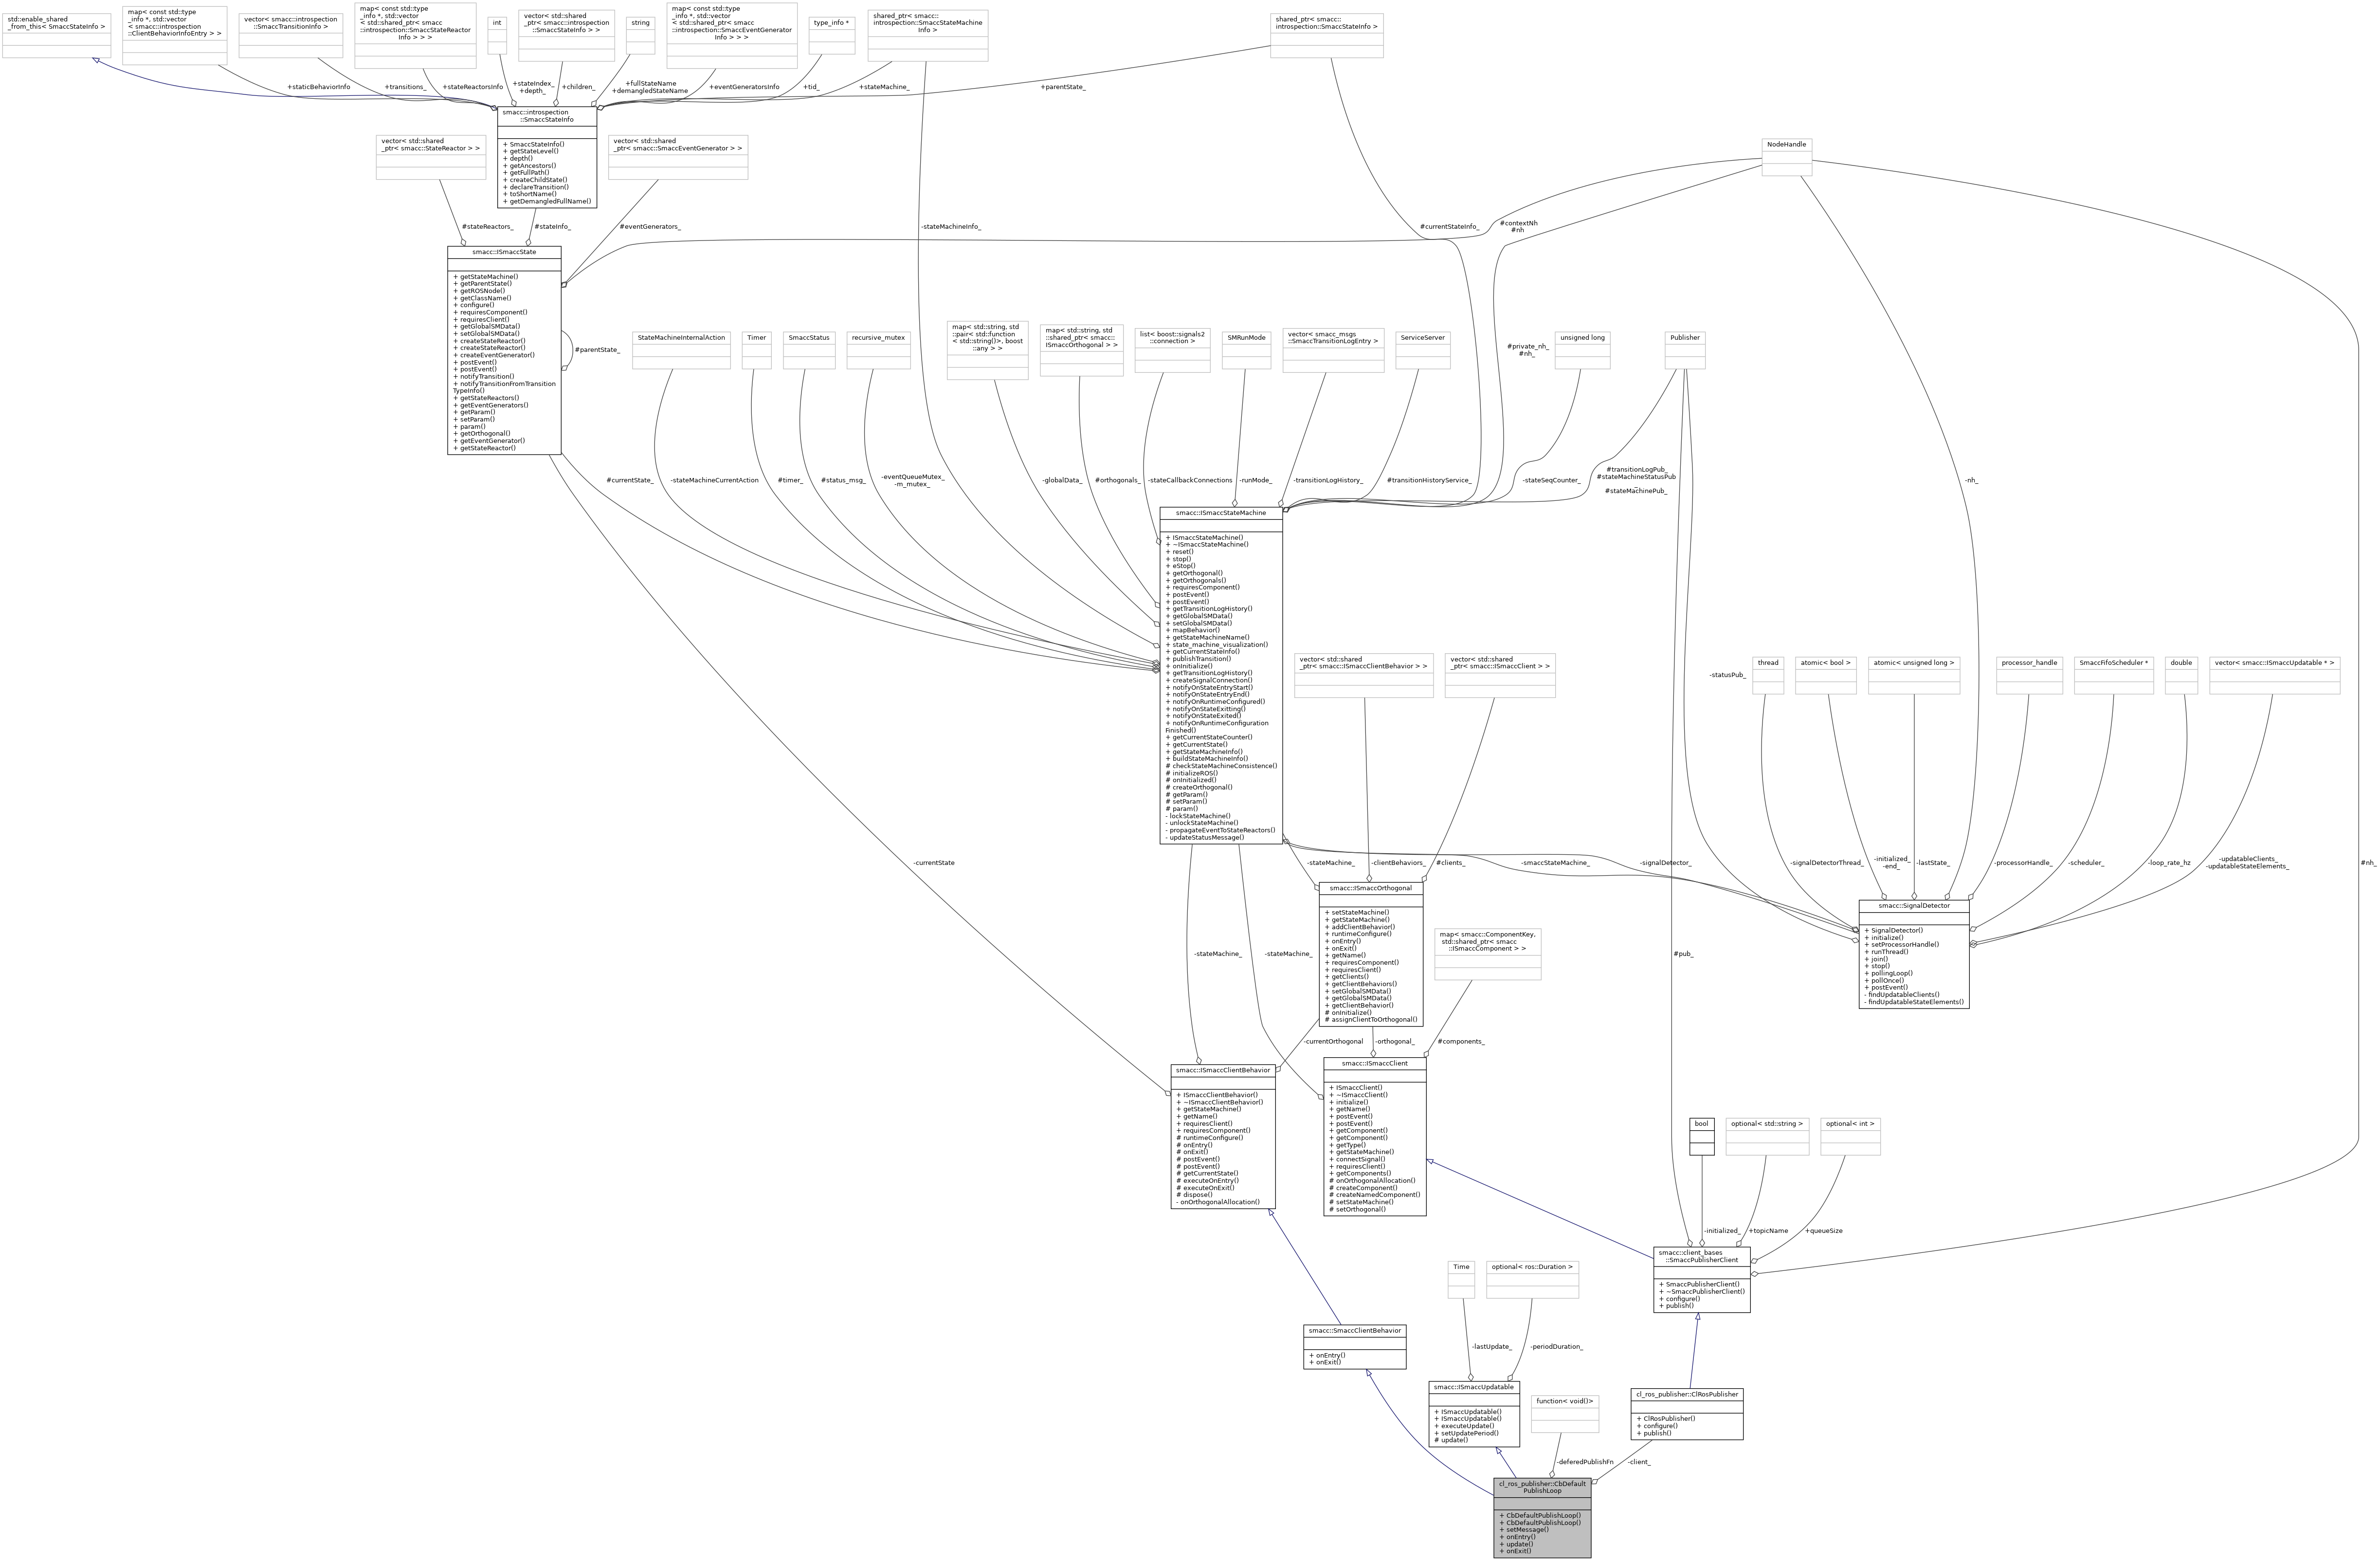 std::enable_shared
_from_this< SmaccStateInfo >
map< const std::type
_info *, std::vector
< smacc::introspection
::ClientBehaviorInfoEntry > >
vector< smacc::introspection
::SmaccTransitionInfo >
map< const std::type
_info *, std::vector
< std::shared_ptr< smacc
::introspection::SmaccStateReactor
Info > > >
int
vector< std::shared
_ptr< smacc::introspection
::SmaccStateInfo > >
string
map< const std::type
_info *, std::vector
< std::shared_ptr< smacc
::introspection::SmaccEventGenerator
Info > > >
type_info *
shared_ptr< smacc::
introspection::SmaccStateMachine
Info >
shared_ptr< smacc::
introspection::SmaccStateInfo >
+staticBehaviorInfo
+transitions_
+stateReactorsInfo
+stateIndex_
+depth_
+children_
+fullStateName
+demangledStateName
+eventGeneratorsInfo
+tid_
+stateMachine_
+parentState_
smacc::introspection
::SmaccStateInfo
+ SmaccStateInfo()
+ getStateLevel()
+ depth()
+ getAncestors()
+ getFullPath()
+ createChildState()
+ declareTransition()
+ toShortName()
+ getDemangledFullName()
vector< std::shared
_ptr< smacc::StateReactor > >
vector< std::shared
_ptr< smacc::SmaccEventGenerator > >
NodeHandle
#stateReactors_
#stateInfo_
#eventGenerators_
-stateMachineInfo_
#currentStateInfo_
#contextNh
#nh
smacc::ISmaccState
+ getStateMachine()
+ getParentState()
+ getROSNode()
+ getClassName()
+ configure()
+ requiresComponent()
+ requiresClient()
+ getGlobalSMData()
+ setGlobalSMData()
+ createStateReactor()
+ createStateReactor()
+ createEventGenerator()
+ postEvent()
+ postEvent()
+ notifyTransition()
+ notifyTransitionFromTransition
TypeInfo()
+ getStateReactors()
+ getEventGenerators()
+ getParam()
+ setParam()
+ param()
+ getOrthogonal()
+ getEventGenerator()
+ getStateReactor()
#parentState_
StateMachineInternalAction
Timer
SmaccStatus
recursive_mutex
map< std::string, std
::pair< std::function
< std::string()>, boost
::any > >
map< std::string, std
::shared_ptr< smacc::
ISmaccOrthogonal > >
list< boost::signals2
::connection >
SMRunMode
vector< smacc_msgs
::SmaccTransitionLogEntry >
ServiceServer
#private_nh_
#nh_
unsigned long
Publisher
#currentState_
-stateMachineCurrentAction
#timer_
#status_msg_
-eventQueueMutex_
-m_mutex_
-globalData_
#orthogonals_
-stateCallbackConnections
-runMode_
-transitionLogHistory_
#transitionHistoryService_
-stateSeqCounter_
#transitionLogPub_
#stateMachineStatusPub
_
#stateMachinePub_
-nh_
smacc::ISmaccStateMachine
+ ISmaccStateMachine()
+ ~ISmaccStateMachine()
+ reset()
+ stop()
+ eStop()
+ getOrthogonal()
+ getOrthogonals()
+ requiresComponent()
+ postEvent()
+ postEvent()
+ getTransitionLogHistory()
+ getGlobalSMData()
+ setGlobalSMData()
+ mapBehavior()
+ getStateMachineName()
+ state_machine_visualization()
+ getCurrentStateInfo()
+ publishTransition()
+ onInitialize()
+ getTransitionLogHistory()
+ createSignalConnection()
+ notifyOnStateEntryStart()
+ notifyOnStateEntryEnd()
+ notifyOnRuntimeConfigured()
+ notifyOnStateExitting()
+ notifyOnStateExited()
+ notifyOnRuntimeConfiguration
Finished()
+ getCurrentStateCounter()
+ getCurrentState()
+ getStateMachineInfo()
+ buildStateMachineInfo()
# checkStateMachineConsistence()
# initializeROS()
# onInitialized()
# createOrthogonal()
# getParam()
# setParam()
# param()
- lockStateMachine()
- unlockStateMachine()
- propagateEventToStateReactors()
- updateStatusMessage()
vector< std::shared
_ptr< smacc::ISmaccClientBehavior > >
vector< std::shared
_ptr< smacc::ISmaccClient > >
-statusPub_
thread
atomic< bool >
atomic< unsigned long >
processor_handle
SmaccFifoScheduler *
double
vector< smacc::ISmaccUpdatable * >
-currentState
-stateMachine_
-clientBehaviors_
#clients_
-smaccStateMachine_
-signalDetector_
-signalDetectorThread_
-initialized_
-end_
-lastState_
-processorHandle_
-scheduler_
-loop_rate_hz
-updatableClients_
-updatableStateElements_
#nh_
smacc::ISmaccOrthogonal
+ setStateMachine()
+ getStateMachine()
+ addClientBehavior()
+ runtimeConfigure()
+ onEntry()
+ onExit()
+ getName()
+ requiresComponent()
+ requiresClient()
+ getClients()
+ getClientBehaviors()
+ setGlobalSMData()
+ getGlobalSMData()
+ getClientBehavior()
# onInitialize()
# assignClientToOrthogonal()
smacc::SignalDetector
+ SignalDetector()
+ initialize()
+ setProcessorHandle()
+ runThread()
+ join()
+ stop()
+ pollingLoop()
+ pollOnce()
+ postEvent()
- findUpdatableClients()
- findUpdatableStateElements()
map< smacc::ComponentKey,
std::shared_ptr< smacc
::ISmaccComponent > >
-stateMachine_
-stateMachine_
#pub_
-currentOrthogonal
-orthogonal_
#components_
smacc::ISmaccClientBehavior
+ ISmaccClientBehavior()
+ ~ISmaccClientBehavior()
+ getStateMachine()
+ getName()
+ requiresClient()
+ requiresComponent()
# runtimeConfigure()
# onEntry()
# onExit()
# postEvent()
# postEvent()
# getCurrentState()
# executeOnEntry()
# executeOnExit()
# dispose()
- onOrthogonalAllocation()
smacc::ISmaccClient
+ ISmaccClient()
+ ~ISmaccClient()
+ initialize()
+ getName()
+ postEvent()
+ postEvent()
+ getComponent()
+ getComponent()
+ getType()
+ getStateMachine()
+ connectSignal()
+ requiresClient()
+ getComponents()
# onOrthogonalAllocation()
# createComponent()
# createNamedComponent()
# setStateMachine()
# setOrthogonal()
bool
optional< std::string >
optional< int >
-initialized_
+topicName
+queueSize
smacc::client_bases
::SmaccPublisherClient
+ SmaccPublisherClient()
+ ~SmaccPublisherClient()
+ configure()
+ publish()
Time
optional< ros::Duration >
smacc::SmaccClientBehavior
+ onEntry()
+ onExit()
-lastUpdate_
-periodDuration_
smacc::ISmaccUpdatable
+ ISmaccUpdatable()
+ ISmaccUpdatable()
+ executeUpdate()
+ setUpdatePeriod()
# update()
function< void()>
cl_ros_publisher::ClRosPublisher
+ ClRosPublisher()
+ configure()
+ publish()
-deferedPublishFn
-client_
cl_ros_publisher::CbDefault
PublishLoop
+ CbDefaultPublishLoop()
+ CbDefaultPublishLoop()
+ setMessage()
+ onEntry()
+ update()
+ onExit()